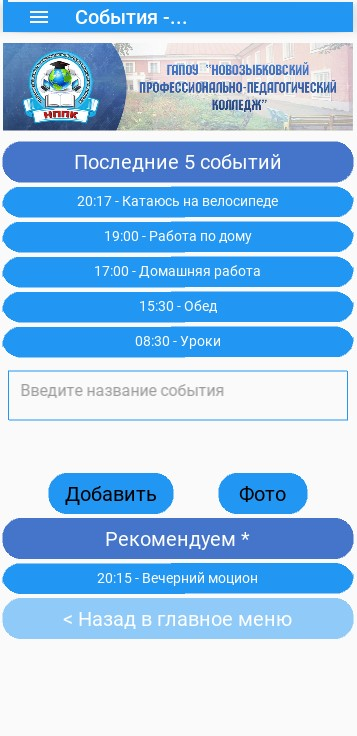 События -...
ГАПОУ "НОВОЗЫБКОВСКИЙ
ПРОФЕССИОНАЛЬНО-ПЕДАГОГИЧЕСКИЙ
КОЛЛЕДЖ"
НППК
Последние 5 событий
20:17 - Катаюсь на велосипеде
19:00 - Работа по дому
17:00 - Домашняя работа
15:30 - Обед
08:30 - Уроки
Введите название события
Добавить
Фото
Рекомендуем *
20:15 - Вечерний моцион
< Назад в главное меню